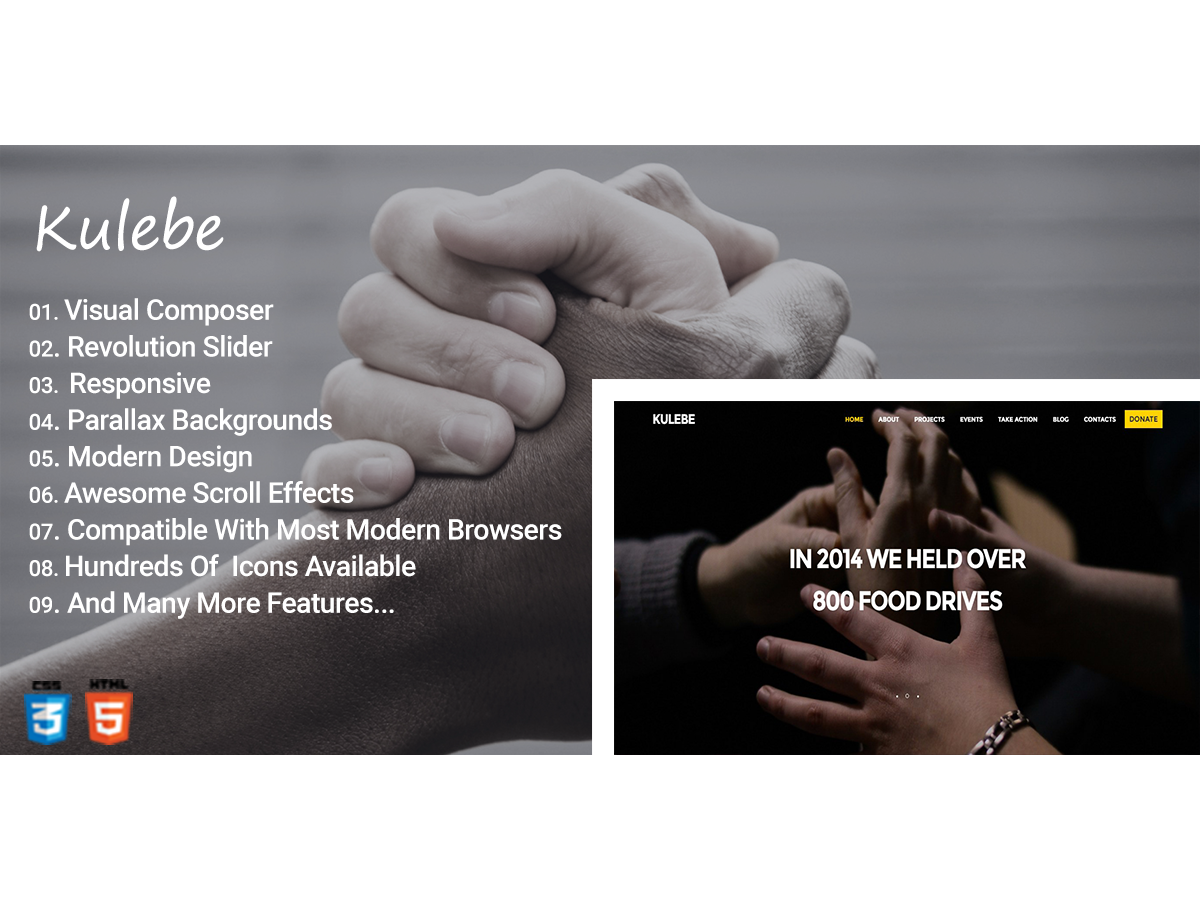 Kulebe
01. Visual Composer
02. Revolution Slider
03. Responsive
04. Parallax Backgrounds
05. Modern Design
06. Awesome Scroll Effects
07. Compatible With Most Modern Browsers
08. Hundreds Of Icons Available
09. And Many More Features...
CSS HTML
3 5
KULEBE HOME ABOUT PROJECTS EVENTS TAKE ACTION BLOG CONTACTS DONATE
IN 2014 WE HELD OVER
800 FOOD DRIVES